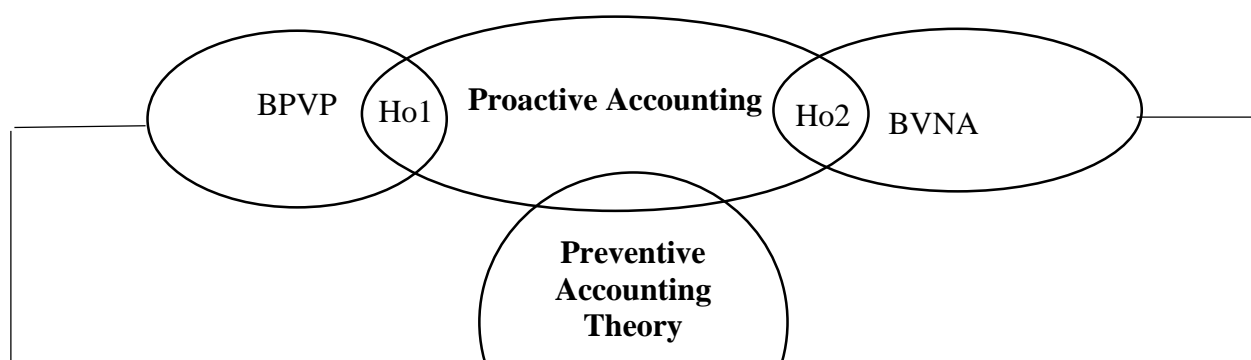 BPVP
Ho1
Proactive Accounting
Ho2
BVNA
Preventive
Accounting
Theory